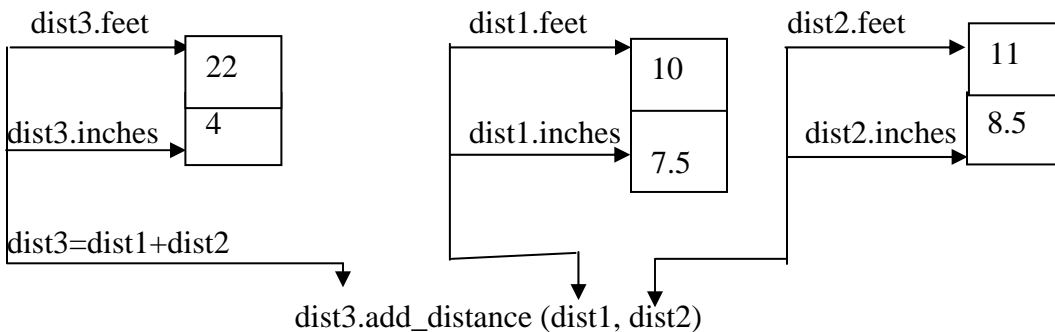 dist3.feet dist1.feet dist2.feet
22 10 11
dist3.inches 4 dist1.inches 7.5 dist2.inches 8.5
dist3=dist1+dist2
dist3.add_distance (dist1, dist2)